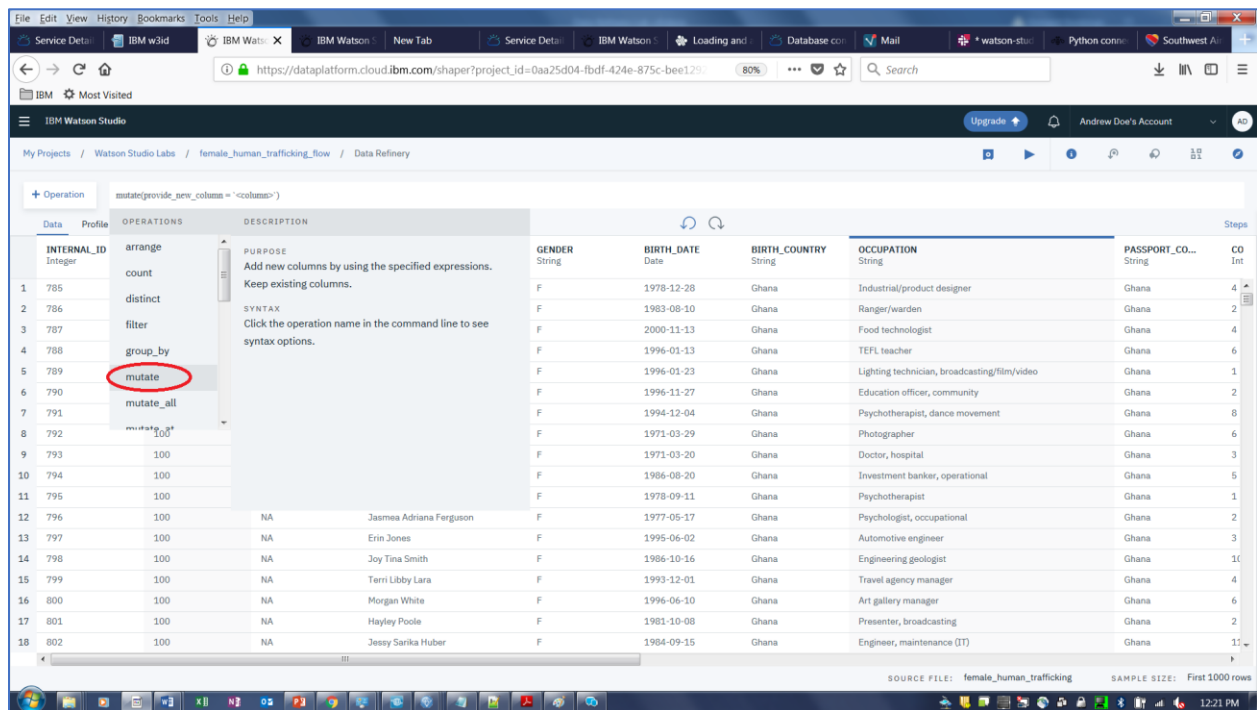 File Edit View History Bookmarks Tools Help
Service Detail IBM w3id IBM Watso X IBM Watson S New Tab Service Detail IBM Watson S Loading and Database con Mail * watson-stud Python conne Southwest Air
https://dataplatform.cloud.ibm.com/shaper?project_id=0aa25d04-fbdf-424e-875c-bee129 80% Search
IBM Most Visited
IBM Watson Studio Upgrade Andrew Doe's Account AD
My Projects / Watson Studio Labs / female_human_trafficking_flow / Data Refinery
+ Operation mutate(provide_new_column = `<column>`)
Data Profile OPERATIONS DESCRIPTION Steps
INTERNAL_ID GENDER BIRTH_DATE BIRTH_COUNTRY OCCUPATION PASSPORT_CO... CO
Integer String Date String String String Int
arrange
count
distinct
filter
group_by
mutate
mutate_all
mutate_at
PURPOSE
Add new columns by using the specified expressions.
Keep existing columns.
SYNTAX
Click the operation name in the command line to see
syntax options.
1 785 F 1978-12-28 Ghana Industrial/product designer Ghana 4
2 786 F 1983-08-10 Ghana Ranger/warden Ghana 2
3 787 F 2000-11-13 Ghana Food technologist Ghana 4
4 788 F 1996-01-13 Ghana TEFL teacher Ghana 6
5 789 F 1996-01-23 Ghana Lighting technician, broadcasting/film/video Ghana 1
6 790 F 1996-11-27 Ghana Education officer, community Ghana 2
7 791 F 1994-12-04 Ghana Psychotherapist, dance movement Ghana 8
8 792 100 F 1971-03-29 Ghana Photographer Ghana 6
9 793 100 F 1971-03-20 Ghana Doctor, hospital Ghana 3
10 794 100 F 1986-08-20 Ghana Investment banker, operational Ghana 5
11 795 100 F 1978-09-11 Ghana Psychotherapist Ghana 1
12 796 100 NA Jasmea Adriana Ferguson F 1977-05-17 Ghana Psychologist, occupational Ghana 2
13 797 100 NA Erin Jones F 1995-06-02 Ghana Automotive engineer Ghana 3
14 798 100 NA Joy Tina Smith F 1986-10-16 Ghana Engineering geologist Ghana 10
15 799 100 NA Terri Libby Lara F 1993-12-01 Ghana Travel agency manager Ghana 4
16 800 100 NA Morgan White F 1996-06-10 Ghana Art gallery manager Ghana 6
17 801 100 NA Hayley Poole F 1981-10-08 Ghana Presenter, broadcasting Ghana 2
18 802 100 NA Jessy Sarika Huber F 1984-09-15 Ghana Engineer, maintenance (IT) Ghana 11
SOURCE FILE: female_human_trafficking SAMPLE SIZE: First 1000 rows
12:21 PM